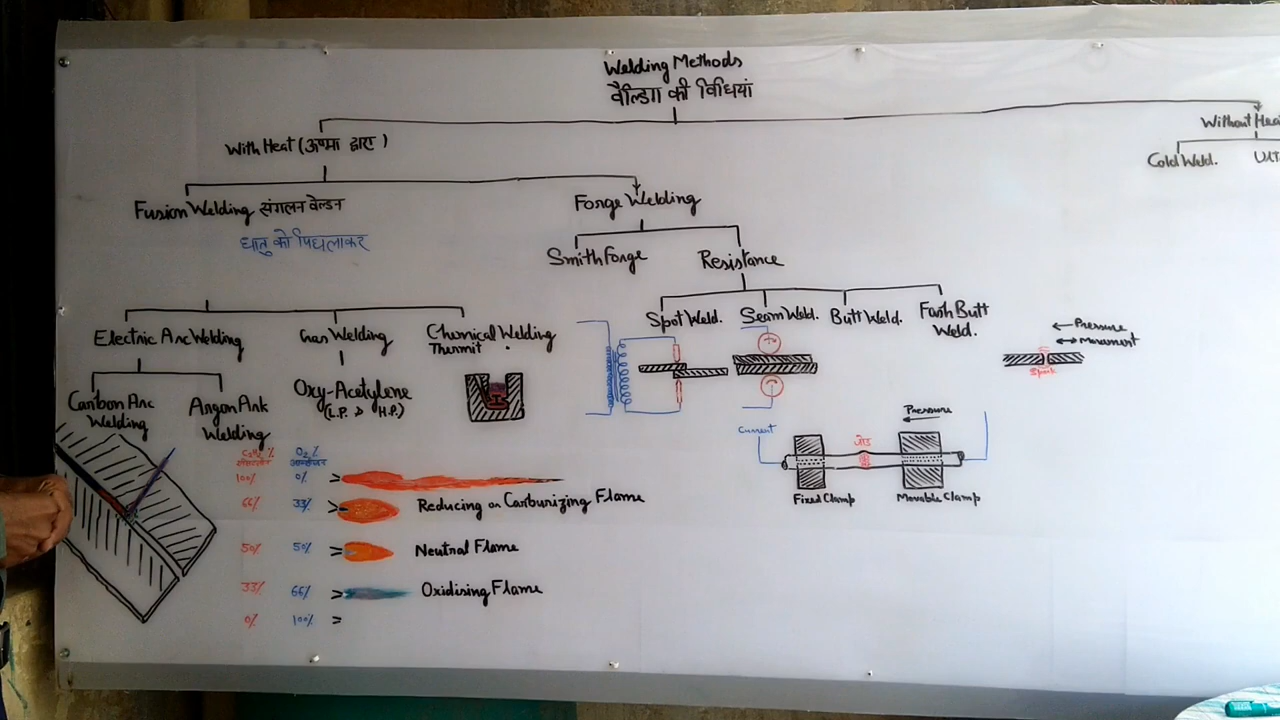 Welding Methods
वैल्डिंग की विधियां
With Heat (ऊष्मा द्वारा)
Without
Cold Weld.
Fusion Welding संगलन वेल्डन
धातु को पिघलाकर
Forge Welding
Smith Forge
Resistance
Electric Arc Welding
Gas Welding
Chemical Welding
Thermit
Spot Weld.
Seam Weld.
Butt Weld.
Fash Butt
Weld.
Carbon Arc
Welding
Argon Ark
Welding
Oxy-Acetylene
(L.P. & H.P.)
Pressure
Movement
Spark
Pressure
Current
जोड़
Fixed Clamp
Movable Clamp
C₂H₂ % O₂ %
100% 0%
66% 33% Reducing or Carburizing Flame
50% 50% Neutral Flame
33% 66% Oxidising Flame
0% 100%